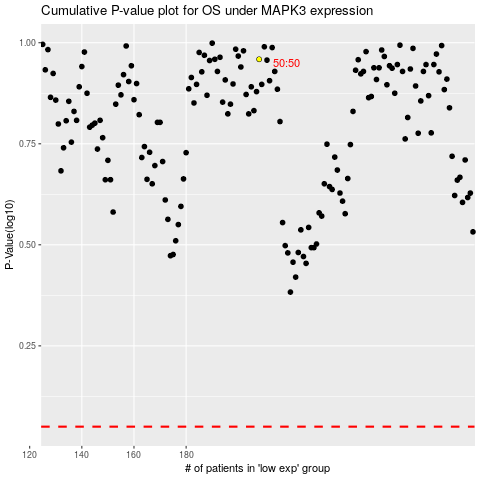 Cumulative P-value plot for OS under MAPK3 expression
P-Value(log10)
1.00
0.75
0.50
0.25
50:50
120 140 160 180
# of patients in 'low exp' group